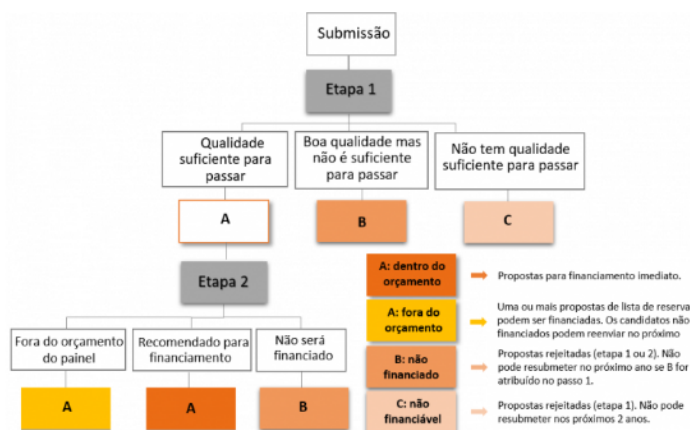 Submissão
Etapa 1
Qualidade
suficiente para
passar
Boa qualidade mas
não é suficiente
para passar
Não tem qualidade
suficiente para passar
A
B
C
Etapa 2
Fora do orçamento
do painel
Recomendado para
financiamento
Não será
financiado
A
A
B
A: dentro do
orçamento
Propostas para financiamento imediato.
A: fora do
orçamento
Uma ou mais propostas de lista de reserva
podem ser financiadas. Os candidatos não
financiados podem reenviar no próximo
B: não
financiado
Propostas rejeitadas (etapa 1 ou 2). Não
pode resubmeter no próximo ano se B for
atribuído no passo 1.
C: não
financiável
Propostas rejeitadas (etapa 1). Não pode
resubmeter nos próximos 2 anos.